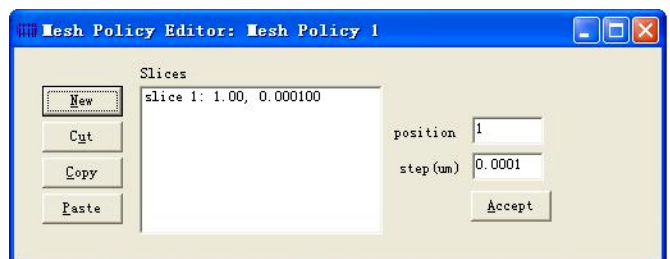 Mesh Policy Editor: Mesh Policy 1
Slices
New
slice 1: 1.00, 0.000100
Cut
position
1
Copy
step(um)
0.0001
Paste
Accept